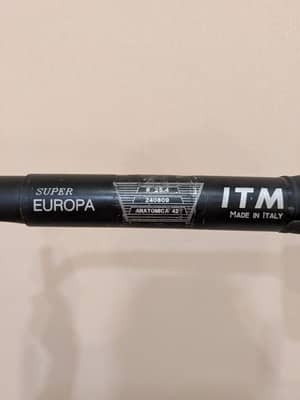 SUPER
EUROPA
25.4
240809
ANATOMICA 42
ITM
MADE IN ITALY